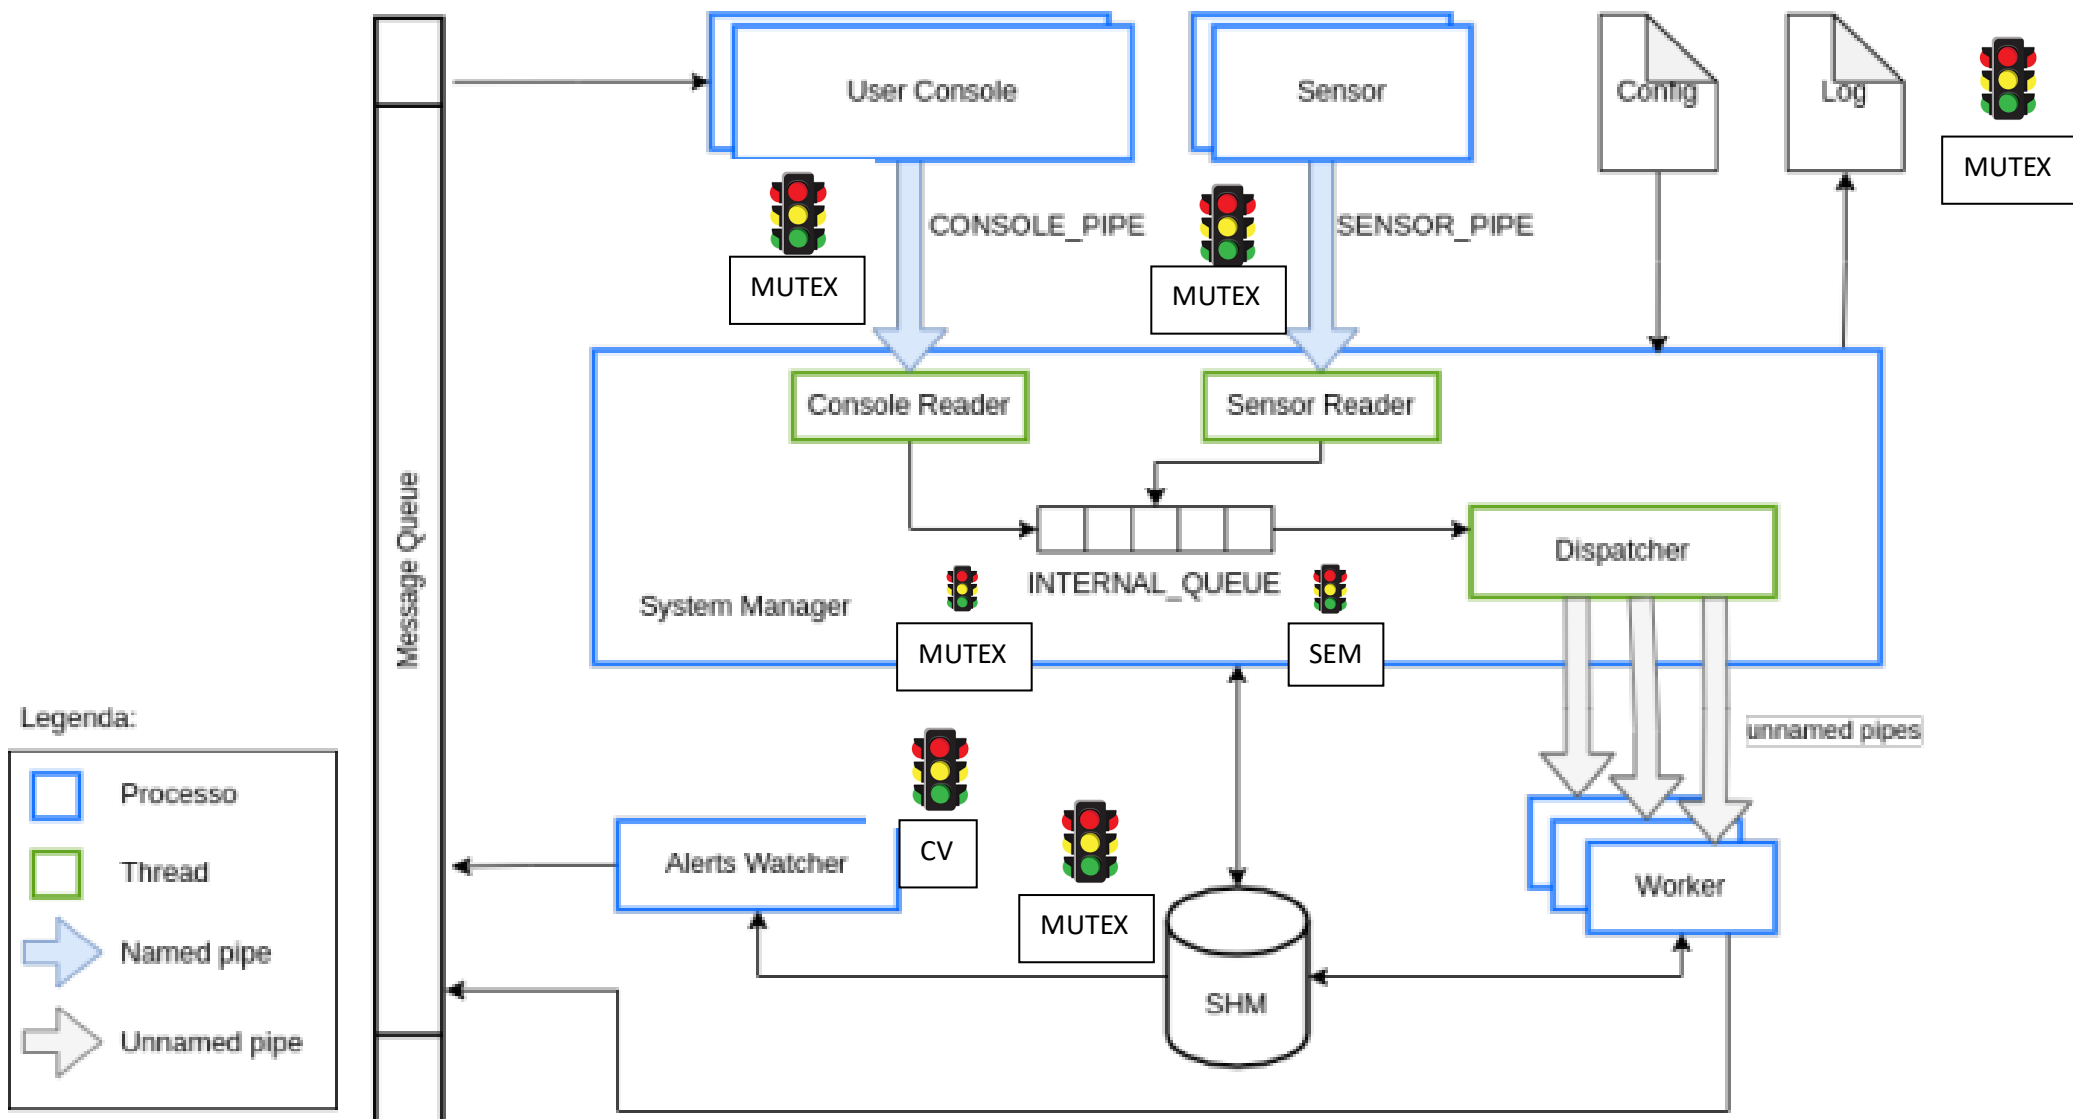 User Console
Sensor
Config
Log
MUTEX
CONSOLE_PIPE
SENSOR_PIPE
MUTEX
MUTEX
Console Reader
Sensor Reader
Message Queue
Dispatcher
INTERNAL_QUEUE
System Manager
MUTEX
SEM
unnamed pipes
Legenda:
Processo
Thread
Named pipe
Unnamed pipe
Alerts Watcher
CV
MUTEX
Worker
SHM